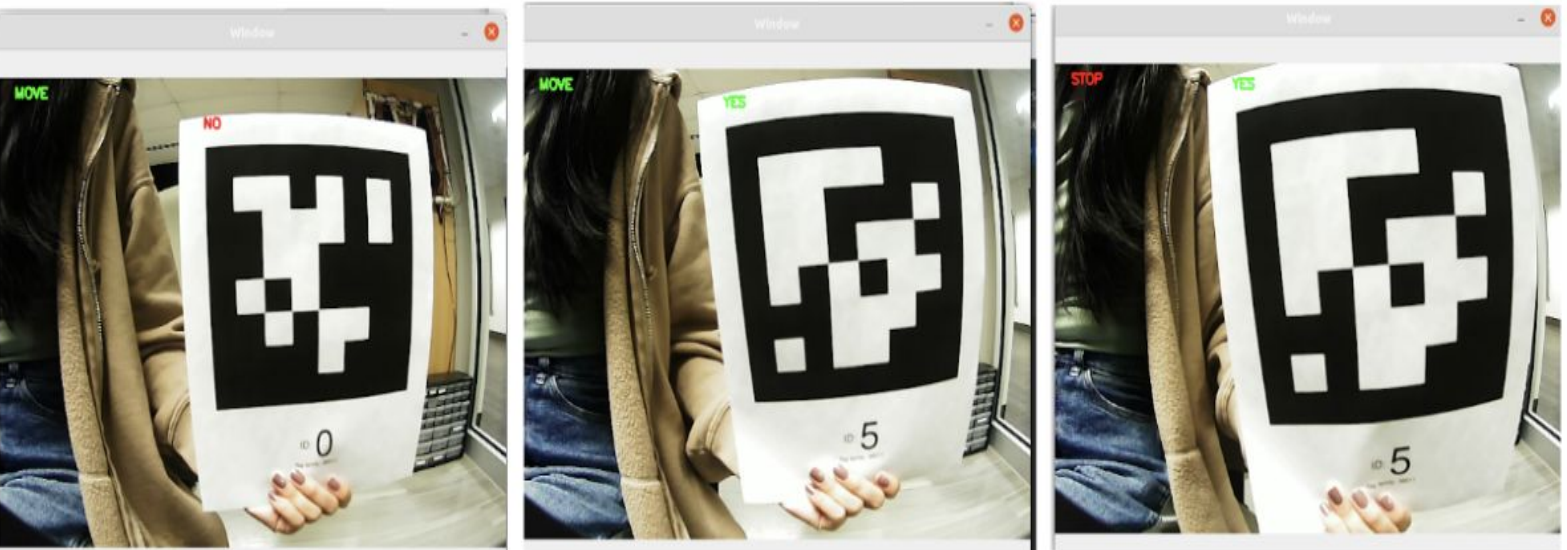 Window
MOVE
NO
ID: 0
Window
MOVE
YES
ID: 5
Window
STOP
YES
ID: 5